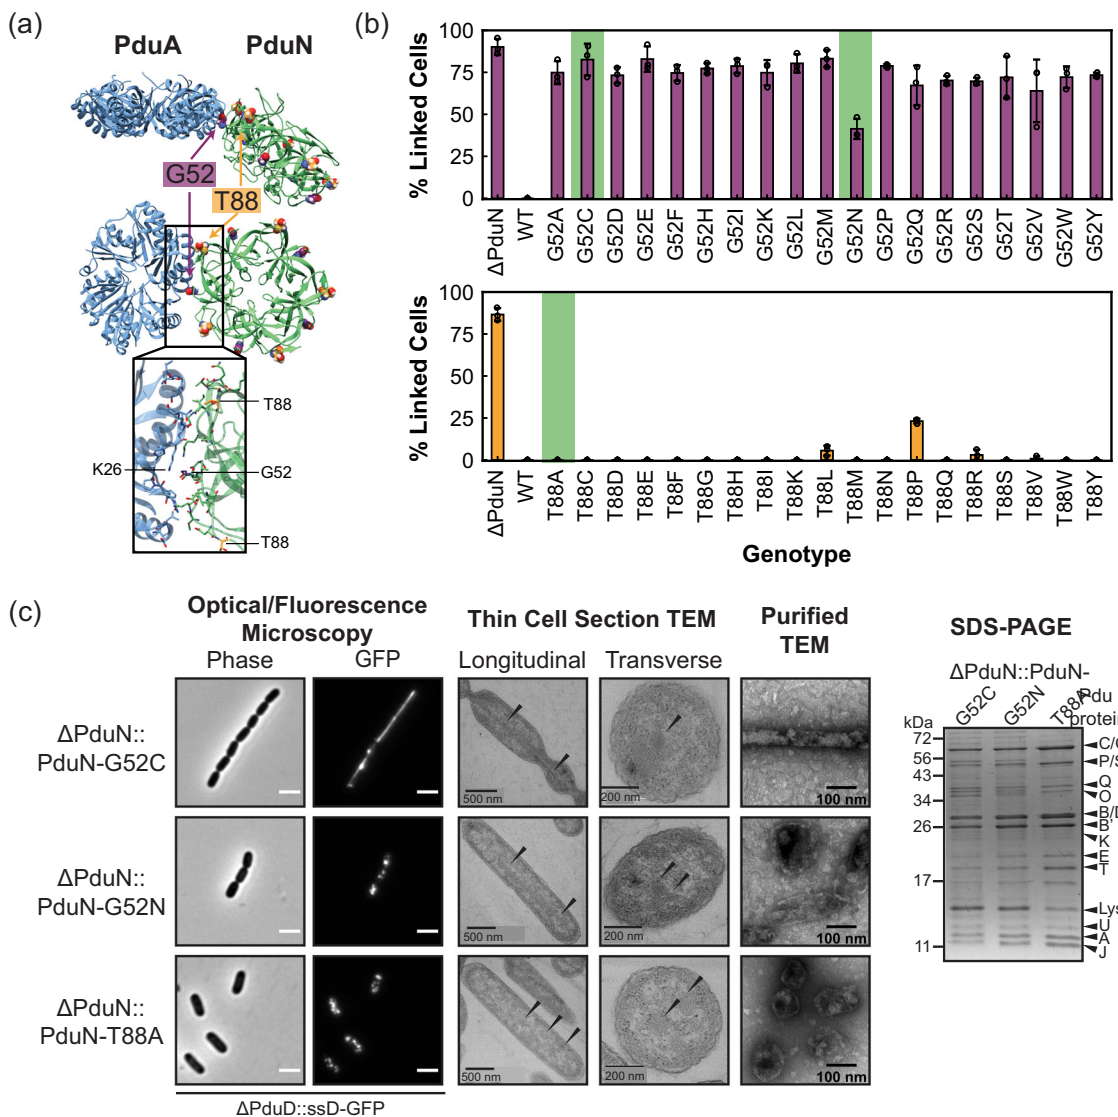 (a)
PduA
PduN
G52
T88
T88
K26
G52
T88
(b)
% Linked Cells
100
75
50
25
0
ΔPduN
WT
G52A
G52C
G52D
G52E
G52F
G52H
G52I
G52K
G52L
G52M
G52N
G52P
G52Q
G52R
G52S
G52T
G52V
G52W
G52Y
% Linked Cells
100
75
50
25
0
ΔPduN
WT
T88A
T88C
T88D
T88E
T88F
T88G
T88H
T88I
T88K
T88L
T88M
T88N
T88P
T88Q
T88R
T88S
T88V
T88W
T88Y
Genotype
(c)
Optical/Fluorescence
Microscopy
Phase
GFP
Thin Cell Section TEM
Longitudinal
Transverse
Purified
TEM
SDS-PAGE
ΔPduN::PduN-
G52C
G52N
T88A
Pdu
protein
kDa
72
56
43
34
26
17
11
C/
P/S
Q
O
B/D
B'
K
E
T
Lys
U
A
J
ΔPduN::
PduN-G52C
500 nm
200 nm
100 nm
ΔPduN::
PduN-G52N
500 nm
200 nm
100 nm
ΔPduN::
PduN-T88A
500 nm
200 nm
100 nm
ΔPduD::ssD-GFP